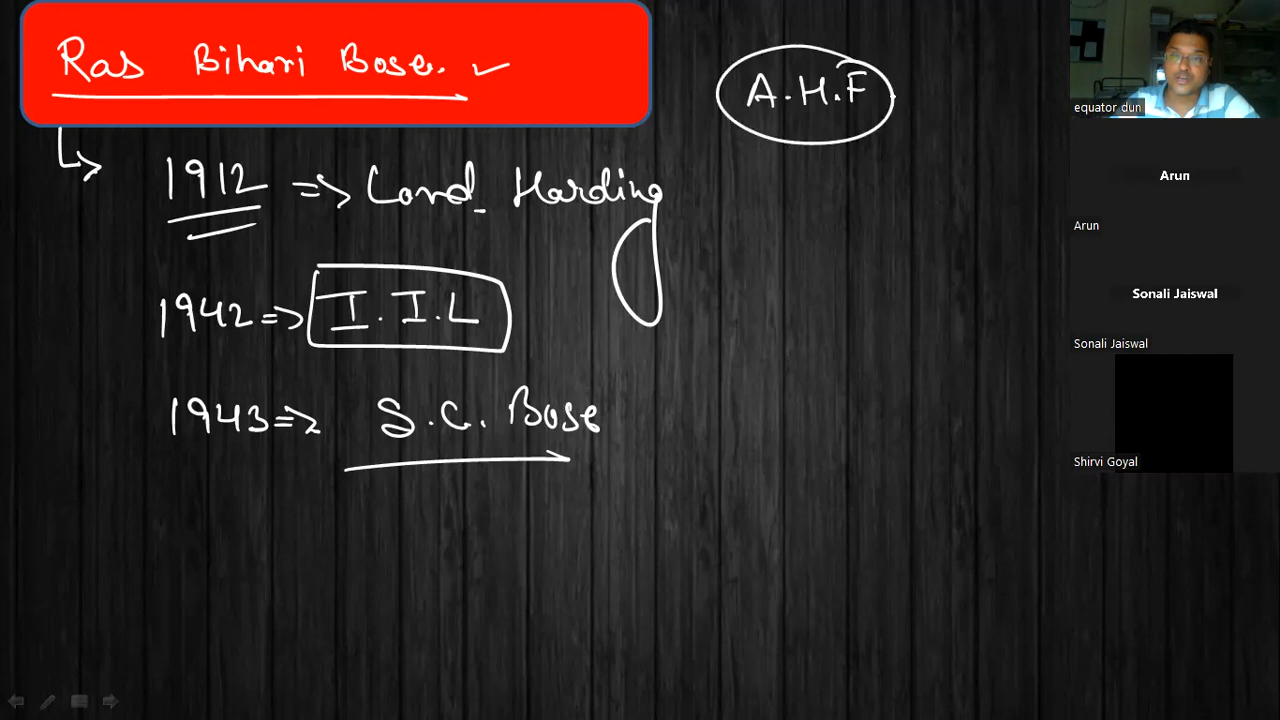 Ras Bihari Bose.
A.H.F
1912 => Lord Harding
1942 => I.I.L
1943 => S.C. Bose
equator dun
Arun
Arun
Sonali Jaiswal
Sonali Jaiswal
Shirvi Goyal